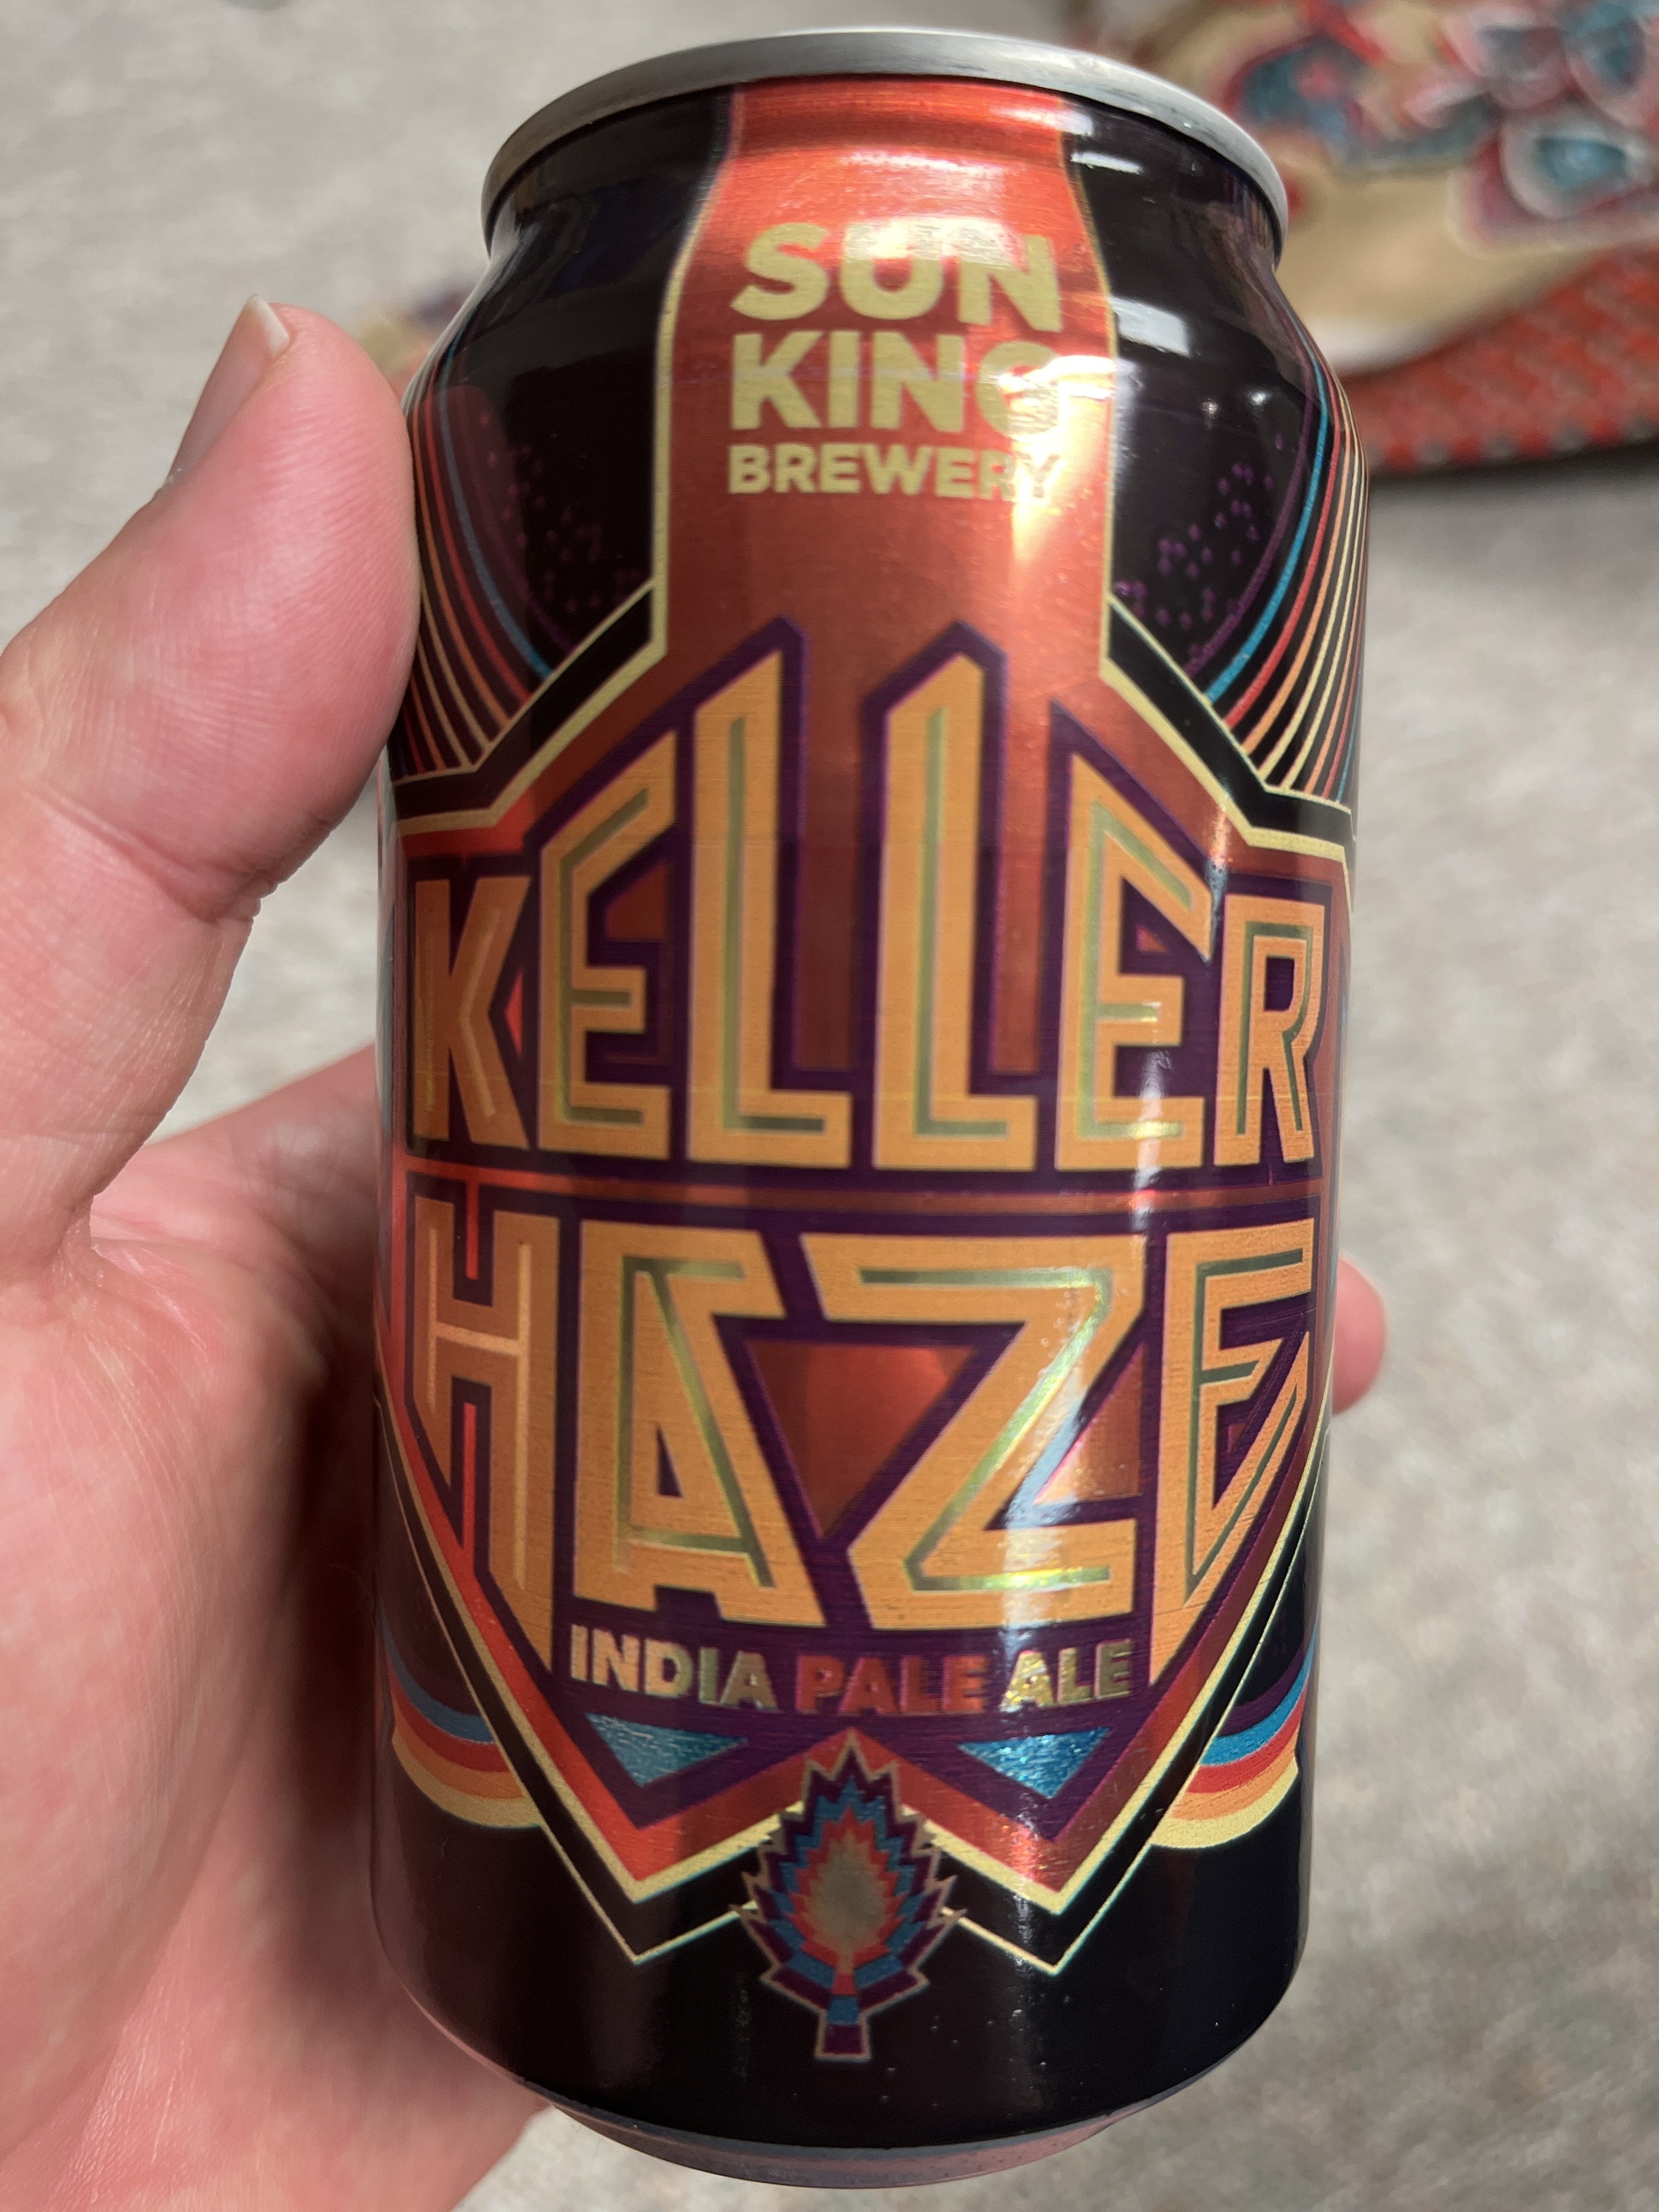 SUN
KING
BREWERY
KELLER
HAZE
INDIA PALE ALE